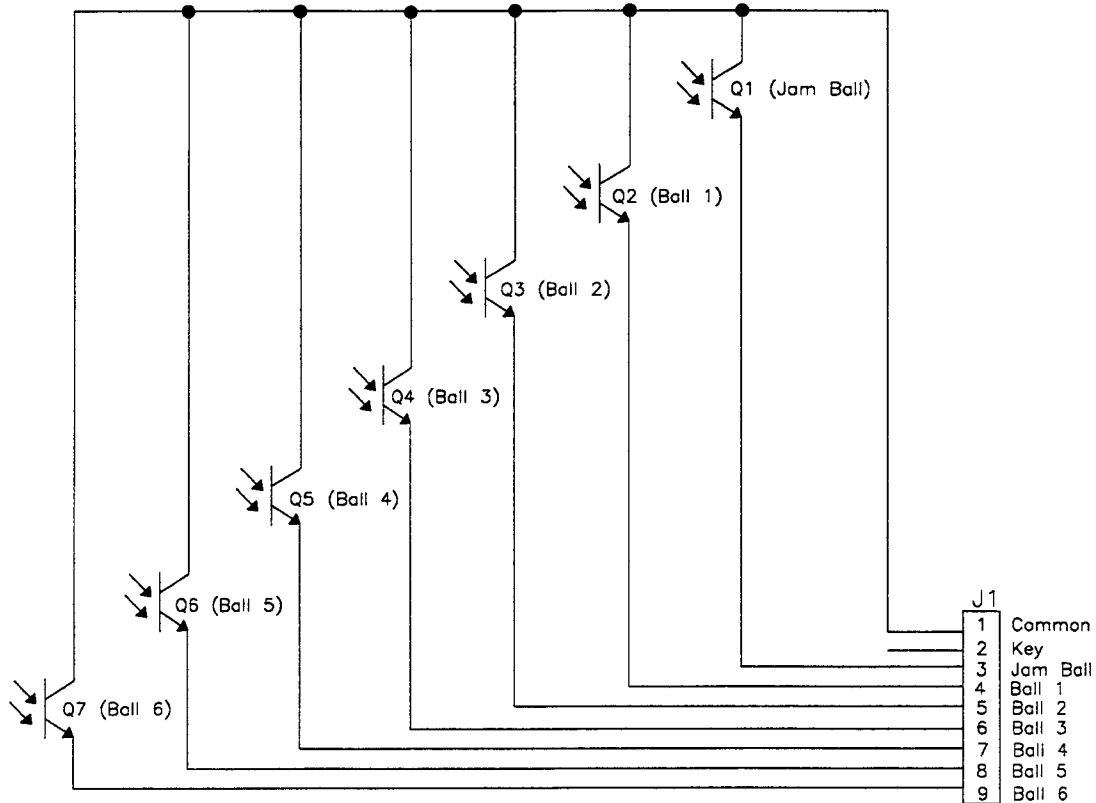 Q1 (Jam Ball)
Q2 (Ball 1)
Q3 (Ball 2)
Q4 (Ball 3)
Q5 (Ball 4)
Q6 (Ball 5)
Q7 (Ball 6)
J1
1 Common
2 Key
3 Jam Ball
4 Ball 1
5 Ball 2
6 Ball 3
7 Ball 4
8 Ball 5
9 Ball 6